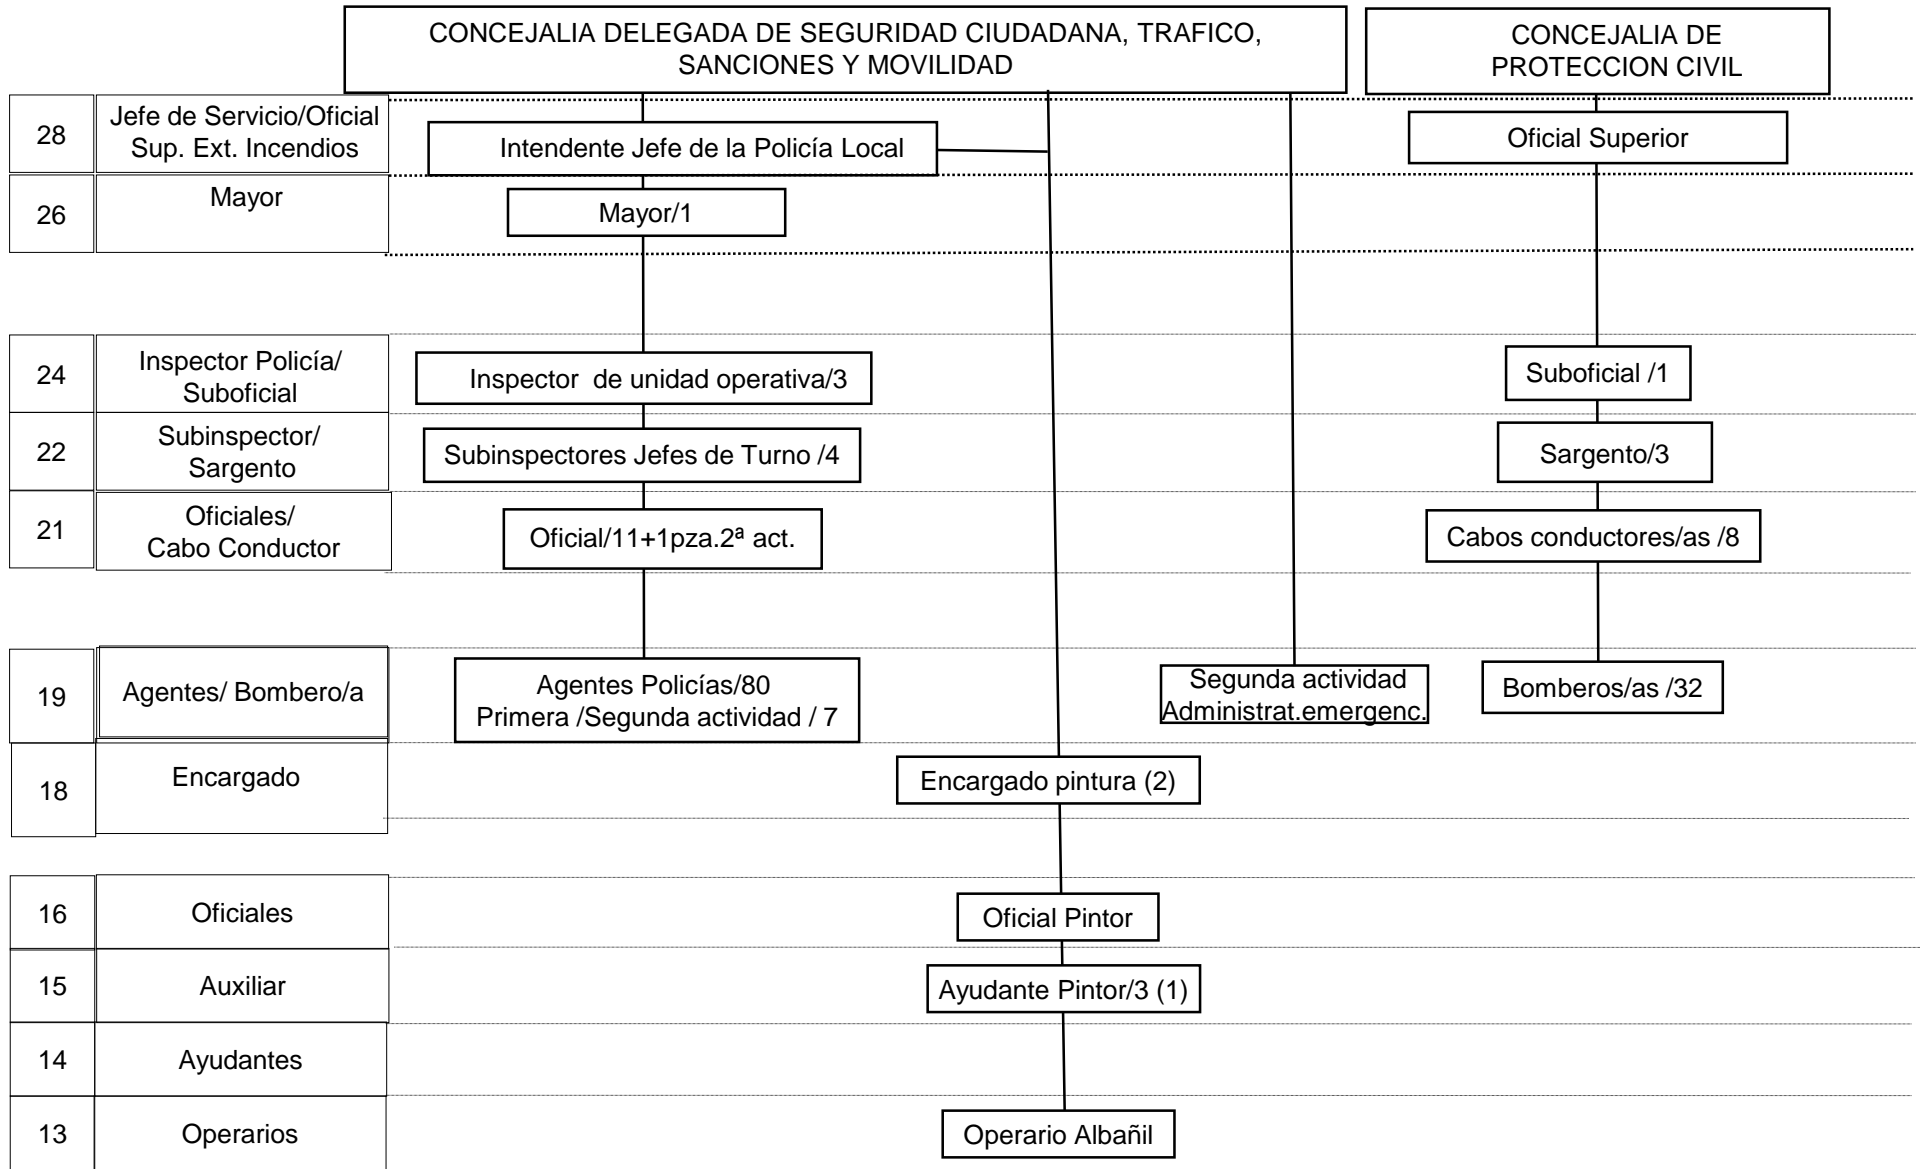 CONCEJALIA DELEGADA DE SEGURIDAD CIUDADANA, TRAFICO,
SANCIONES Y MOVILIDAD
CONCEJALIA DE
PROTECCION CIVIL
28
Jefe de Servicio/Oficial
Sup. Ext. Incendios
Intendente Jefe de la Policía Local
Oficial Superior
26
Mayor
Mayor/1
24
Inspector Policía/
Suboficial
Inspector de unidad operativa/3
Suboficial /1
22
Subinspector/
Sargento
Subinspectores Jefes de Turno /4
Sargento/3
21
Oficiales/
Cabo Conductor
Oficial/11+1pza.2ª act.
Cabos conductores/as /8
19
Agentes/ Bombero/a
Agentes Policías/80
Primera /Segunda actividad / 7
Segunda actividad
Administrat.emergenc.
Bomberos/as /32
18
Encargado
Encargado pintura (2)
16
Oficiales
Oficial Pintor
15
Auxiliar
Ayudante Pintor/3 (1)
14
Ayudantes
13
Operarios
Operario Albañil